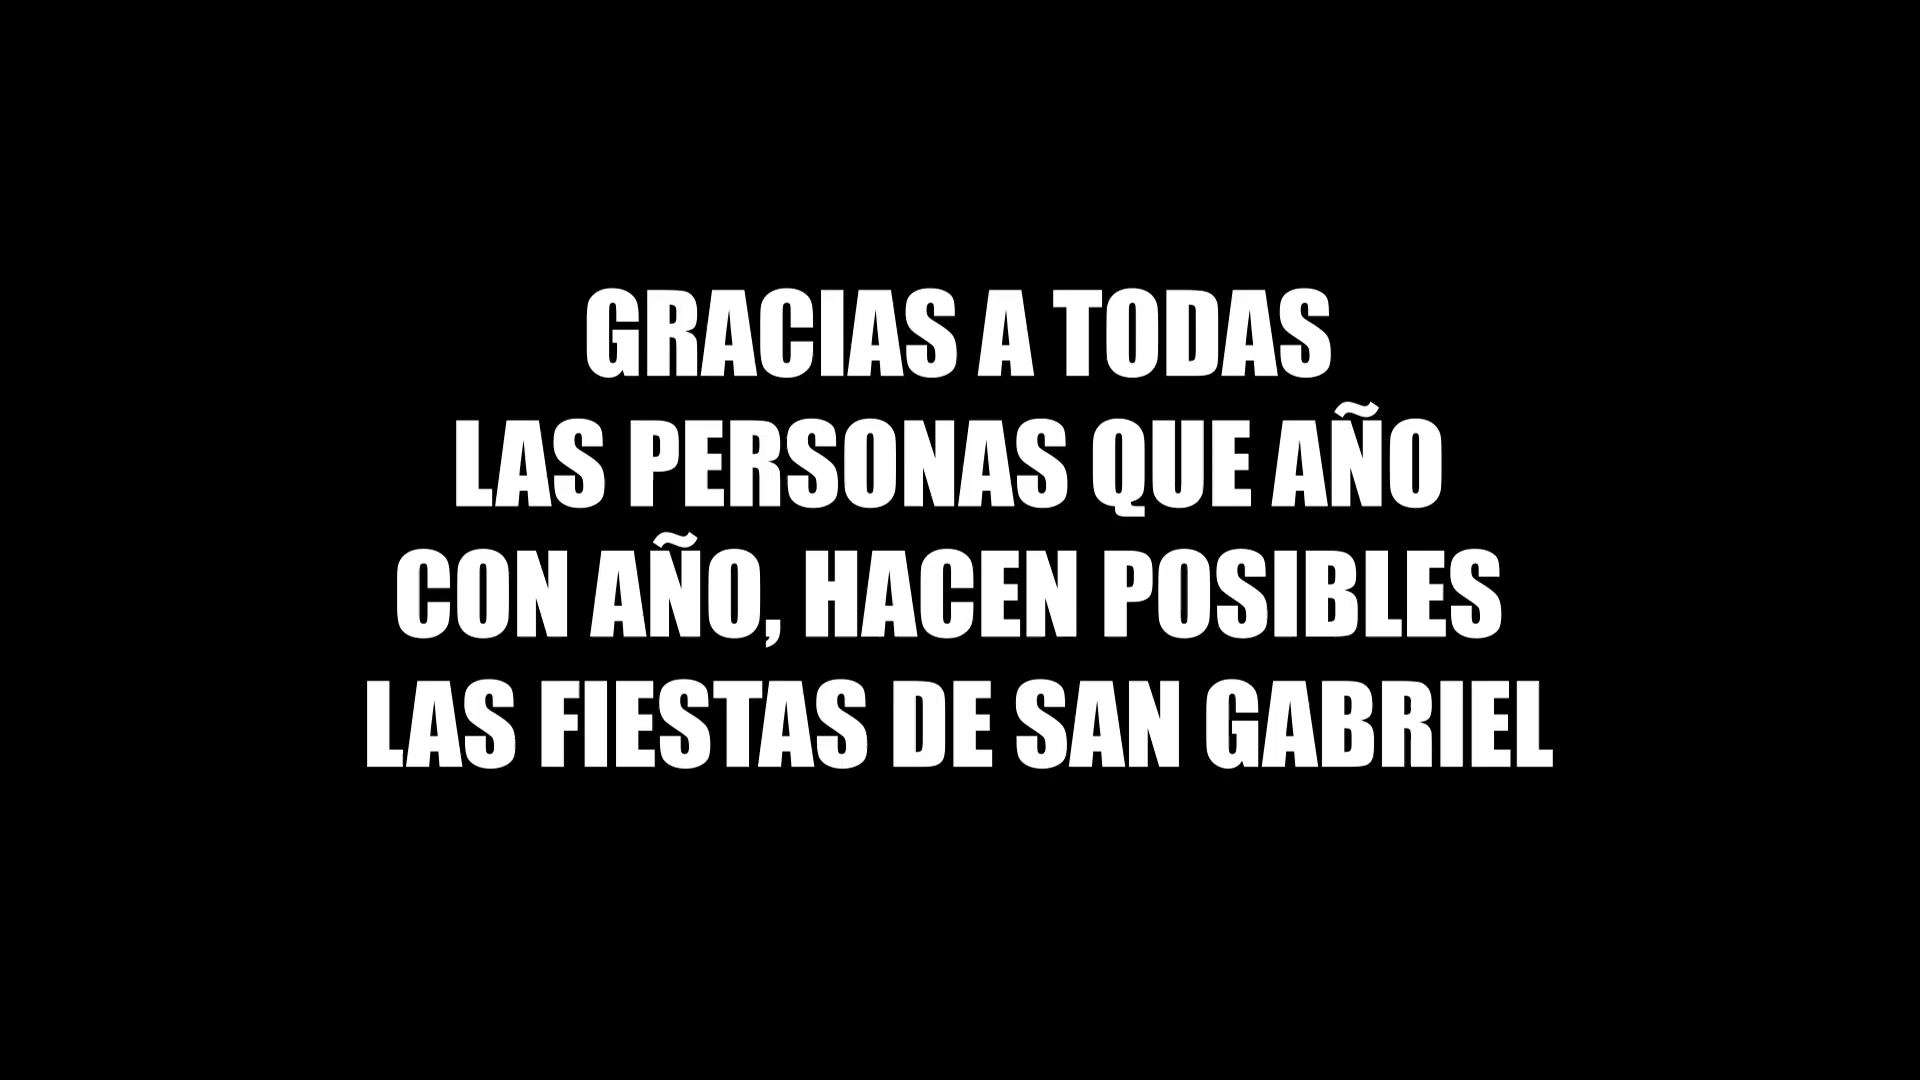 GRACIAS A TODAS
LAS PERSONAS QUE AÑO
CON AÑO, HACEN POSIBLES
LAS FIESTAS DE SAN GABRIEL